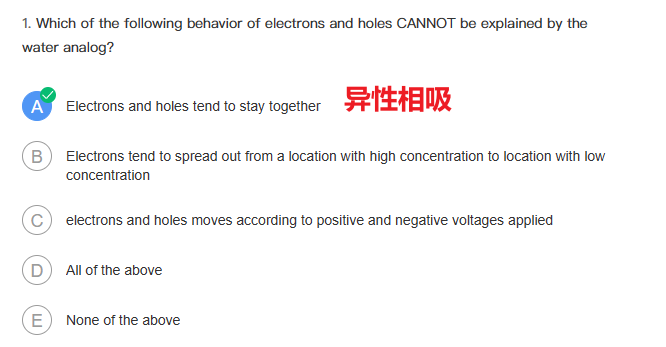 1. Which of the following behavior of electrons and holes CANNOT be explained by the
water analog?
A Electrons and holes tend to stay together 异性相吸
B Electrons tend to spread out from a location with high concentration to location with low
concentration
C electrons and holes moves according to positive and negative voltages applied
D All of the above
E None of the above